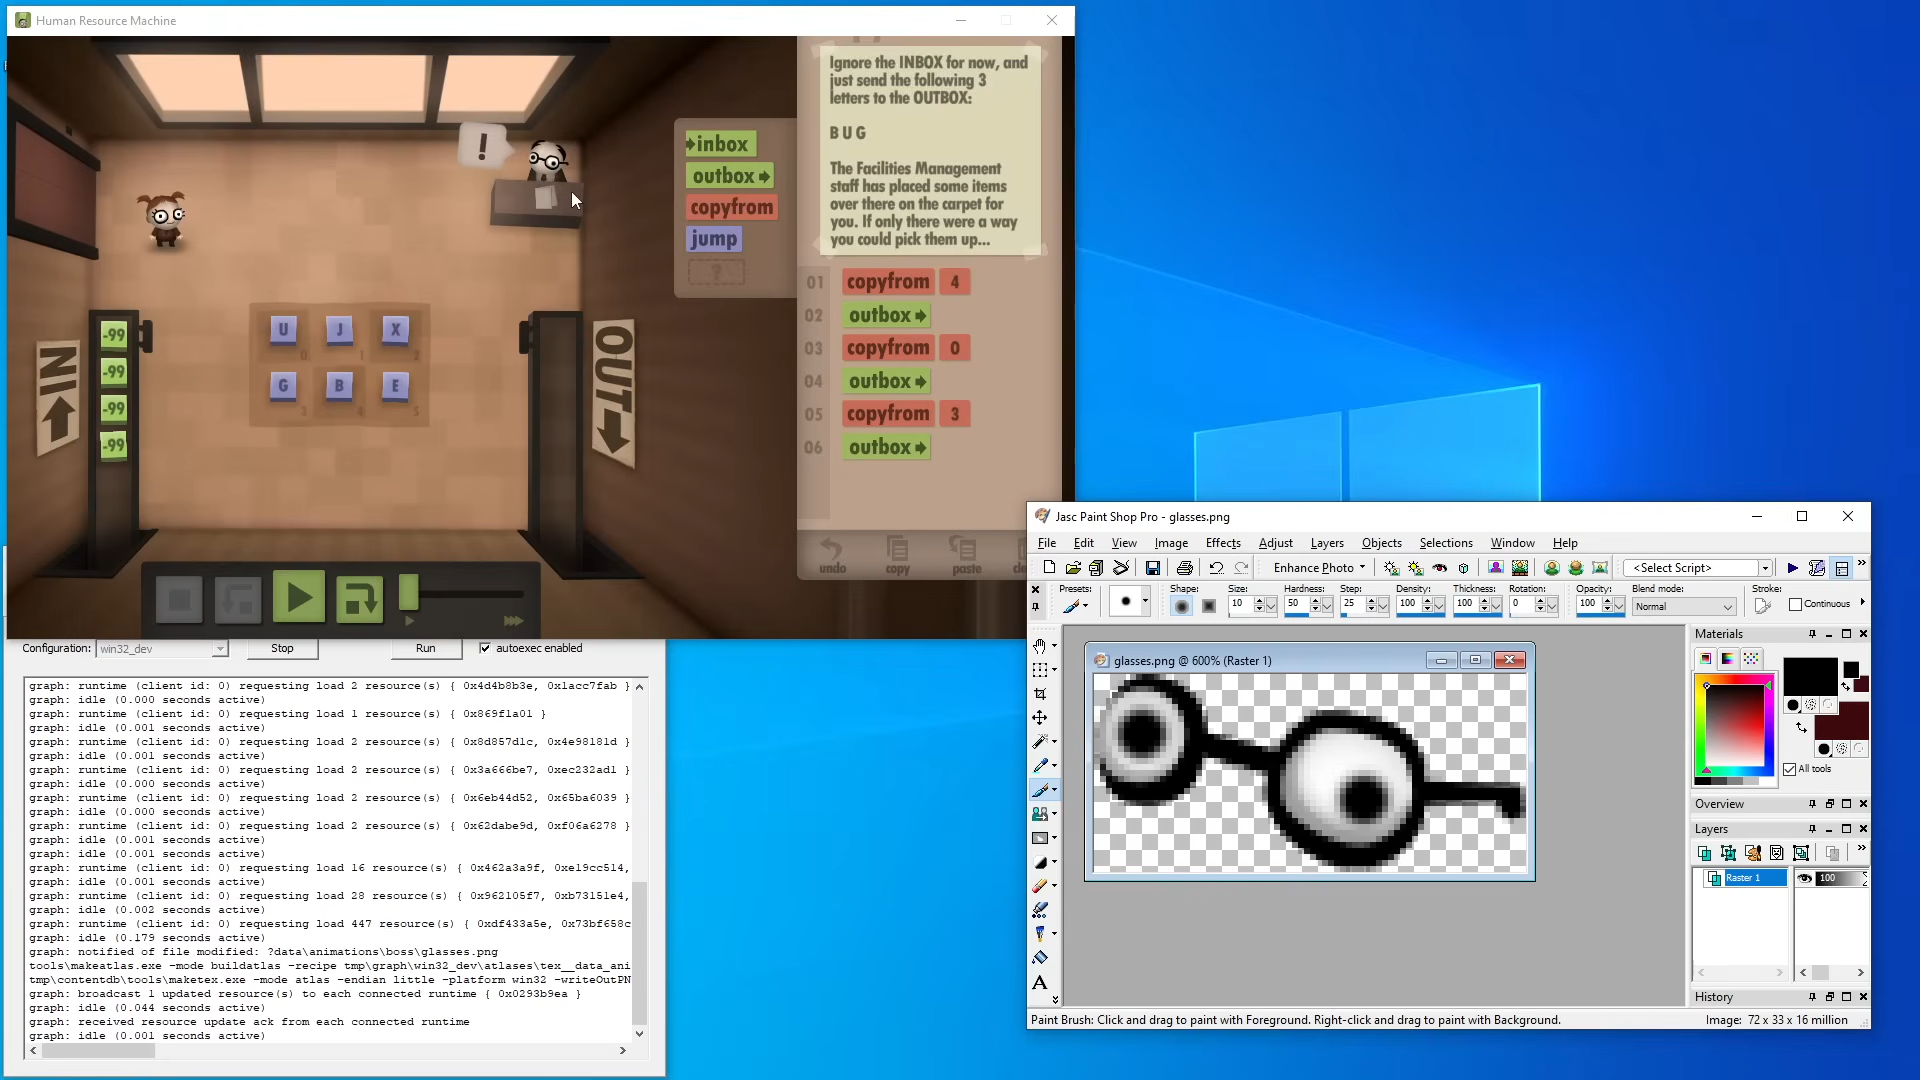 Human Resource Machine
Ignore the INBOX for now, and
just send the following 3
letters to the OUTBOX:
B U G
The Facilities Management
staff has placed some items
over there on the carpet for
you. If only there were a way
you could pick them up...
inbox
outbox
copyfrom
jump
?
!
01 copyfrom 4
02 outbox
03 copyfrom 0
04 outbox
05 copyfrom 3
06 outbox
undo copy paste
IN
-99
-99
-99
-99
U J X
0 1 2
G B E
3 4 5
OUT
Configuration: win32_dev Stop Run autoexec enabled
graph: runtime (client id: 0) requesting load 2 resource(s) { 0x4d4b8b3e, 0x1acc7fab }
graph: idle (0.000 seconds active)
graph: runtime (client id: 0) requesting load 1 resource(s) { 0x869f1a01 }
graph: idle (0.001 seconds active)
graph: runtime (client id: 0) requesting load 2 resource(s) { 0x8d857d1c, 0x4e98181d }
graph: idle (0.001 seconds active)
graph: runtime (client id: 0) requesting load 2 resource(s) { 0x3a666be7, 0xec232ad1 }
graph: idle (0.001 seconds active)
graph: runtime (client id: 0) requesting load 2 resource(s) { 0x6eb44d52, 0x65ba6039 }
graph: idle (0.000 seconds active)
graph: runtime (client id: 0) requesting load 2 resource(s) { 0x62dabe9d, 0xf06a6278 }
graph: idle (0.001 seconds active)
graph: idle (0.001 seconds active)
graph: runtime (client id: 0) requesting load 16 resource(s) { 0x462a3a9f, 0xe19cc514,
graph: idle (0.001 seconds active)
graph: runtime (client id: 0) requesting load 28 resource(s) { 0x962105f7, 0xb73151e4,
graph: idle (0.002 seconds active)
graph: runtime (client id: 0) requesting load 447 resource(s) { 0xdf433a5e, 0x73bf658c
graph: idle (0.179 seconds active)
graph: notified of file modified: ?data\animations\boss\glasses.png
tools\makeatlas.exe -mode buildatlas -recipe tmp\graph\win32_dev\atlases\tex__data_ani
tmp\contentdb\tools\maketex.exe -mode atlas -endian little -platform win32 -writeOutPN
graph: broadcast 1 updated resource(s) to each connected runtime { 0x0293b9ea }
graph: idle (0.044 seconds active)
graph: received resource update ack from each connected runtime
graph: idle (0.001 seconds active)
Jasc Paint Shop Pro - glasses.png
File Edit View Image Effects Adjust Layers Objects Selections Window Help
Enhance Photo <Select Script>
Presets: Shape: Size: Hardness: Step: Density: Thickness: Rotation: Opacity: Blend mode: Stroke:
10 50 25 100 100 0 100 Normal Continuous
glasses.png @ 600% (Raster 1)
A
Materials
All tools
Overview
Layers
Raster 1 100
History
Paint Brush: Click and drag to paint with Foreground. Right-click and drag to paint with Background. Image: 72 x 33 x 16 million